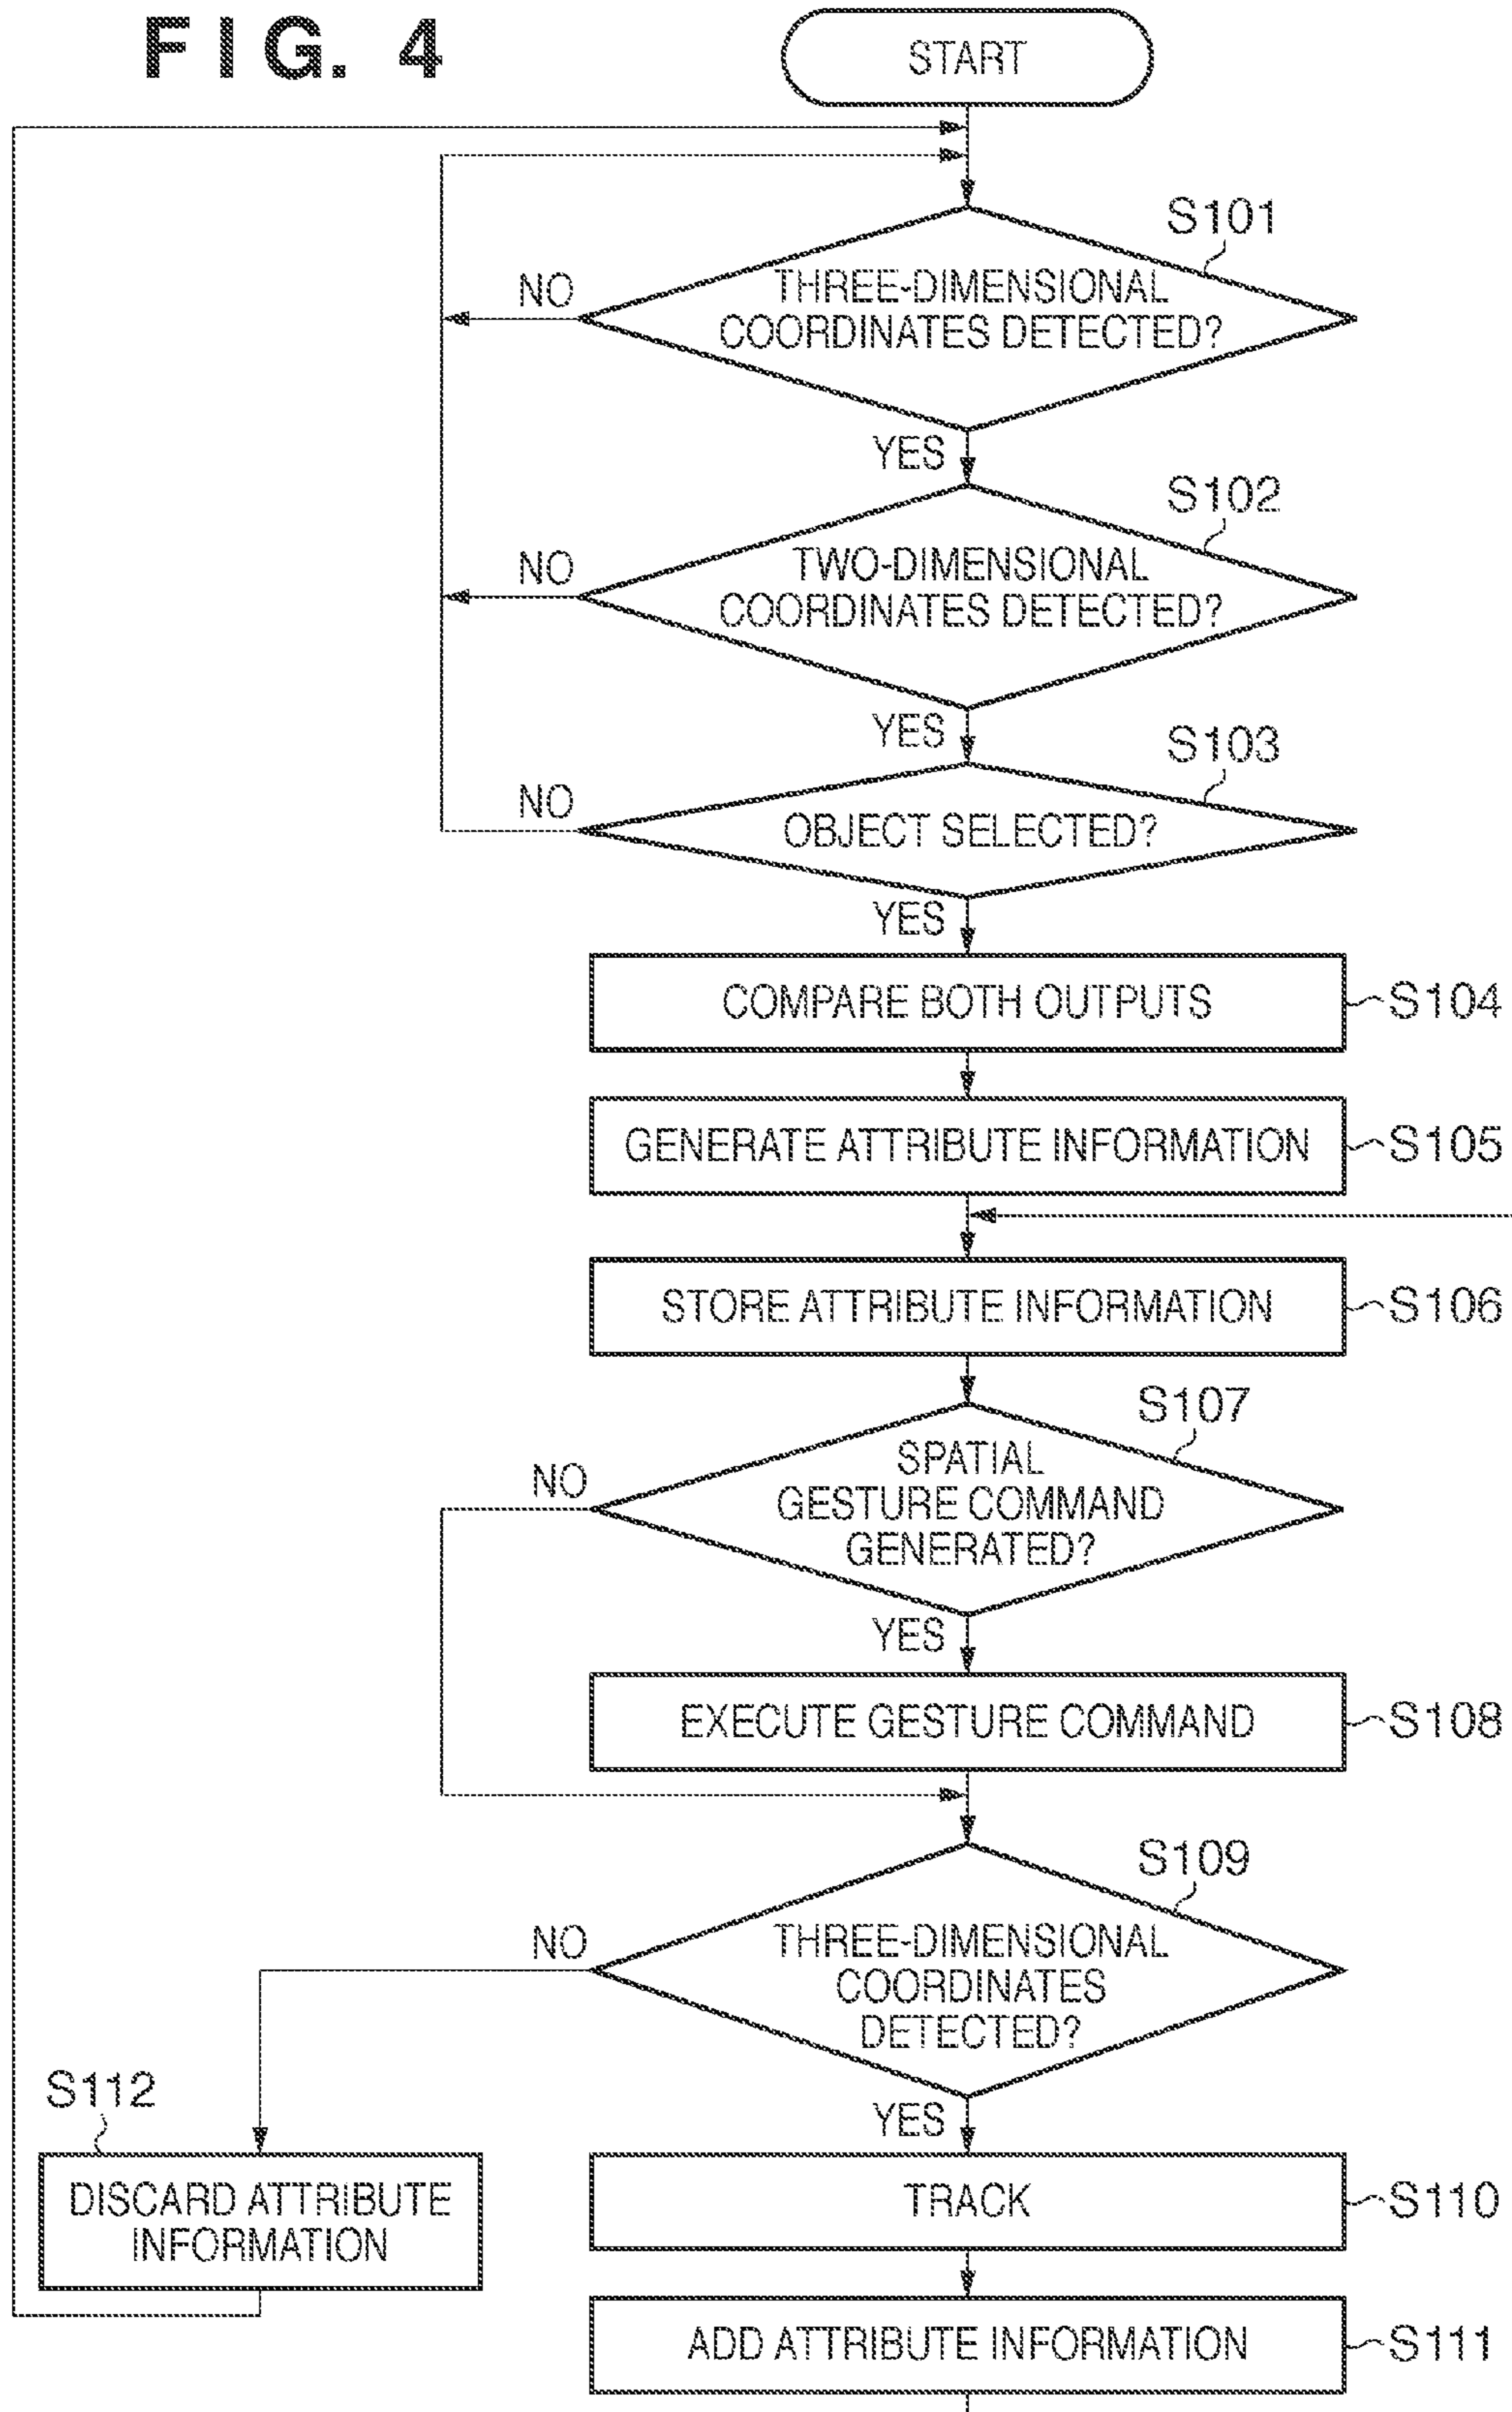 FIG. 4
START
S101
THREE-DIMENSIONAL
COORDINATES DETECTED?
NO
YES
S102
TWO-DIMENSIONAL
COORDINATES DETECTED?
NO
YES
S103
OBJECT SELECTED?
NO
YES
COMPARE BOTH OUTPUTS
S104
GENERATE ATTRIBUTE INFORMATION
S105
STORE ATTRIBUTE INFORMATION
S106
S107
SPATIAL
GESTURE COMMAND
GENERATED?
NO
YES
EXECUTE GESTURE COMMAND
S108
S109
THREE-DIMENSIONAL
COORDINATES
DETECTED?
NO
YES
S112
DISCARD ATTRIBUTE
INFORMATION
TRACK
S110
ADD ATTRIBUTE INFORMATION
S111